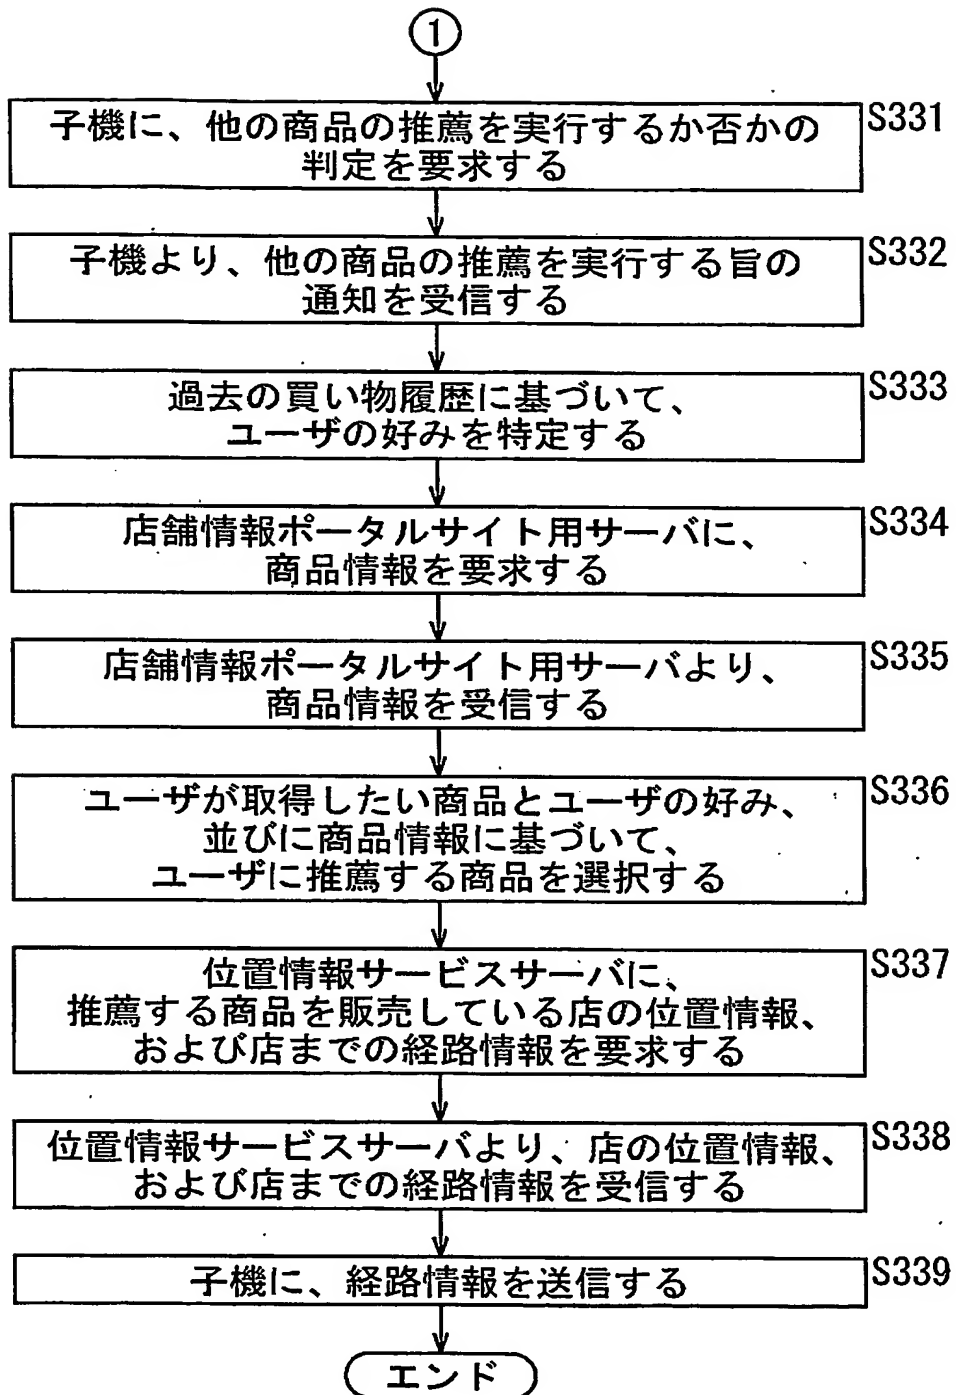 1
子機に、他の商品の推薦を実行するか否かの
判定を要求する
S331
子機より、他の商品の推薦を実行する旨の
通知を受信する
S332
過去の買い物履歴に基づいて、
ユーザの好みを特定する
S333
店舗情報ポータルサイト用サーバに、
商品情報を要求する
S334
店舗情報ポータルサイト用サーバより、
商品情報を受信する
S335
ユーザが取得したい商品とユーザの好み、
並びに商品情報に基づいて、
ユーザに推薦する商品を選択する
S336
位置情報サービスサーバに、
推薦する商品を販売している店の位置情報、
および店までの経路情報を要求する
S337
位置情報サービスサーバより、店の位置情報、
および店までの経路情報を受信する
S338
子機に、経路情報を送信する
S339
エンド